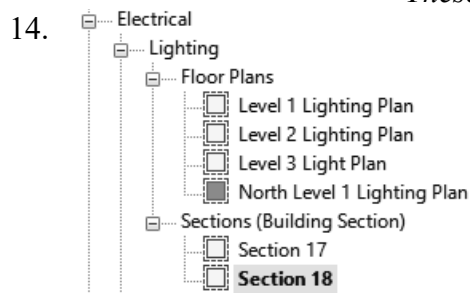 These
14.
Electrical
Lighting
Floor Plans
Level 1 Lighting Plan
Level 2 Lighting Plan
Level 3 Light Plan
North Level 1 Lighting Plan
Sections (Building Section)
Section 17
Section 18